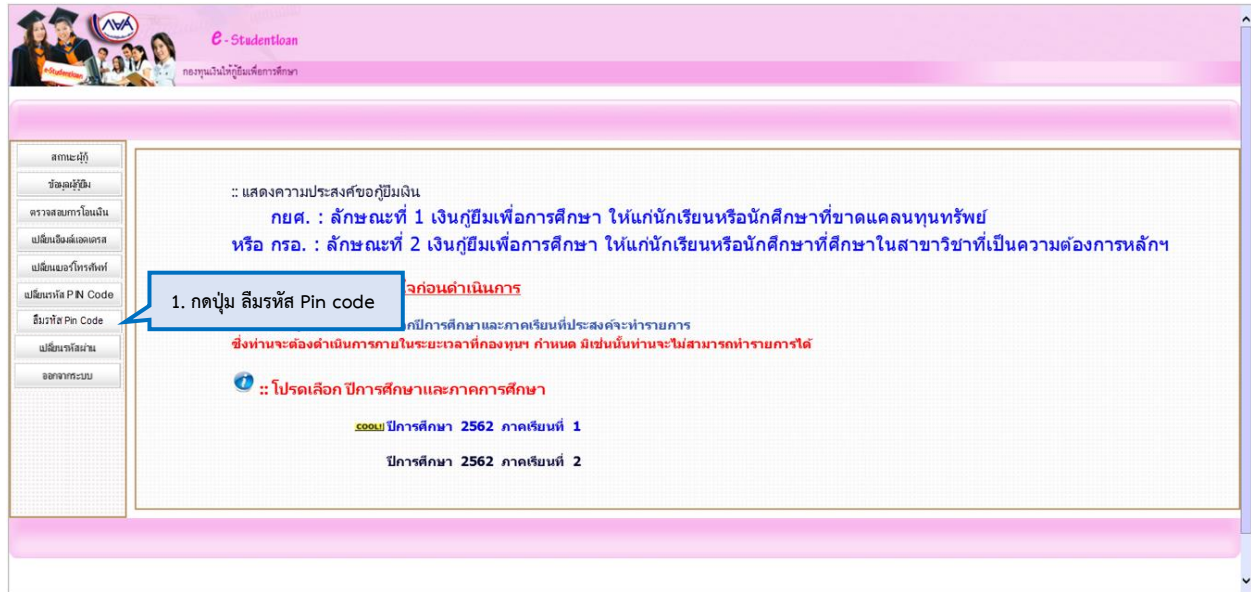 e-Studentloan
กองทุนเงินให้กู้ยืมเพื่อการศึกษา
สถานะผู้กู้
ข้อมูลผู้กู้ยืม
ตรวจสอบการโอนเงิน
เปลี่ยนอีเมล์แอดเดรส
เปลี่ยนเบอร์โทรศัพท์
เปลี่ยนรหัส PIN Code
ลืมรหัส Pin Code
เปลี่ยนรหัสผ่าน
ออกจากระบบ
:: แสดงความประสงค์ขอกู้ยืมเงิน
กยศ. : ลักษณะที่ 1 เงินกู้ยืมเพื่อการศึกษา ให้แก่นักเรียนหรือนักศึกษาที่ขาดแคลนทุนทรัพย์
หรือ กรอ. : ลักษณะที่ 2 เงินกู้ยืมเพื่อการศึกษา ให้แก่นักเรียนหรือนักศึกษาที่ศึกษาในสาขาวิชาที่เป็นความต้องการหลักฯ
จก่อนดำเนินการ
1. กดปุ่ม ลืมรหัส Pin code
กปีการศึกษาและภาคเรียนที่ประสงค์จะทำรายการ
ซึ่งท่านจะต้องดำเนินการภายในระยะเวลาที่กองทุนฯ กำหนด มิเช่นนั้นท่านจะไม่สามารถทำรายการได้
:: โปรดเลือก ปีการศึกษาและภาคการศึกษา
COOL! ปีการศึกษา 2562 ภาคเรียนที่ 1
ปีการศึกษา 2562 ภาคเรียนที่ 2